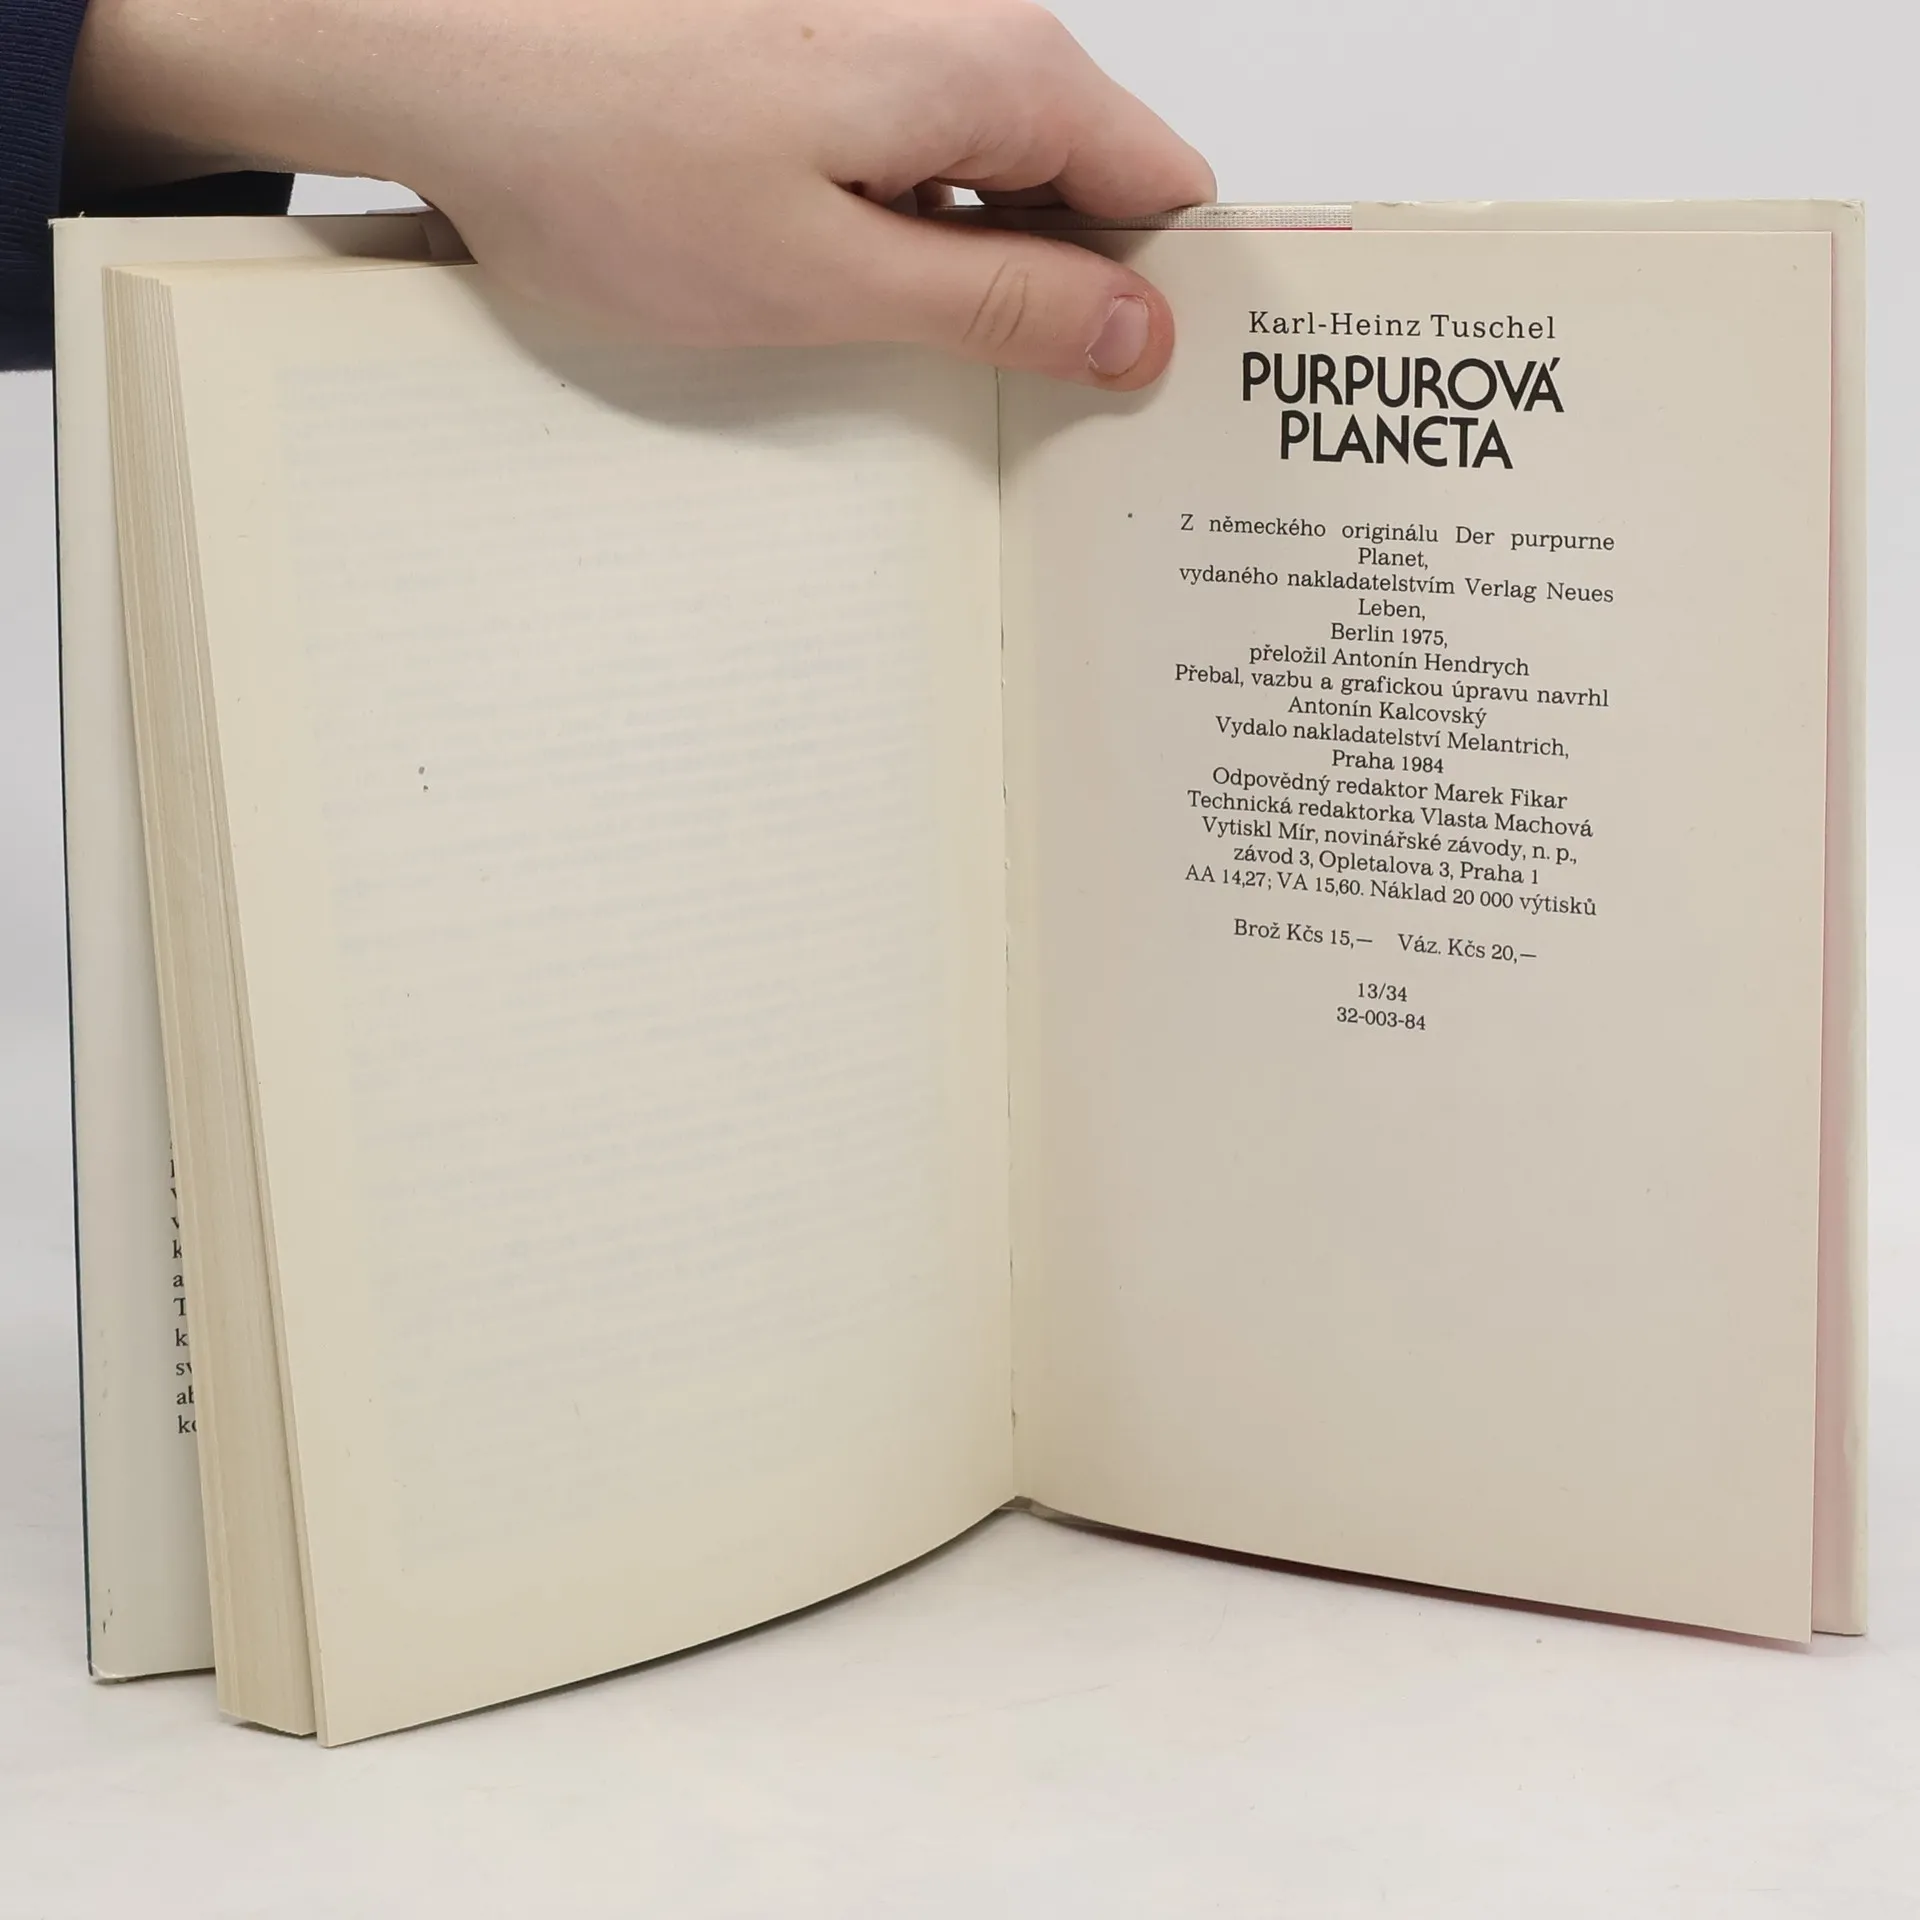 Karl-Heinz Tuschel
PURPUROVÁ
PLANETA
Z německého originálu Der purpurne
Planet,
vydaného nakladatelstvím Verlag Neues
Leben,
Berlin 1975,
přeložil Antonín Hendrych
Přebal, vazbu a grafickou úpravu navrhl
Antonín Kalcovský
Vydalo nakladatelství Melantrich,
Praha 1984
Odpovědný redaktor Marek Fikar
Technická redaktorka Vlasta Machová
Vytiskl Mír, novinářské závody, n. p.,
závod 3, Opletalova 3, Praha 1
AA 14,27; VA 15,60. Náklad 20 000 výtisků
Brož Kčs 15,— Váz. Kčs 20,—
13/34
32-003-84